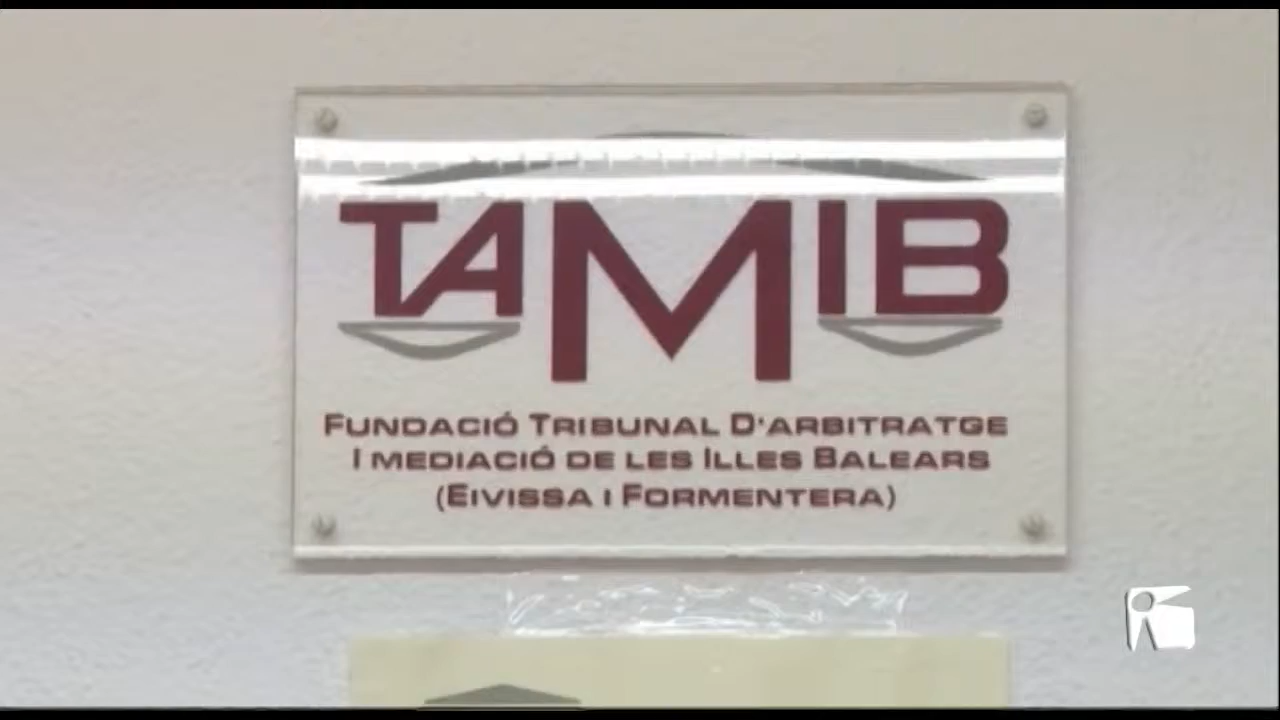 TAMIB
FUNDACIÓ TRIBUNAL D'ARBITRATGE
I MEDIACIÓ DE LES ILLES BALEARS
(EIVISSA I FORMENTERA)